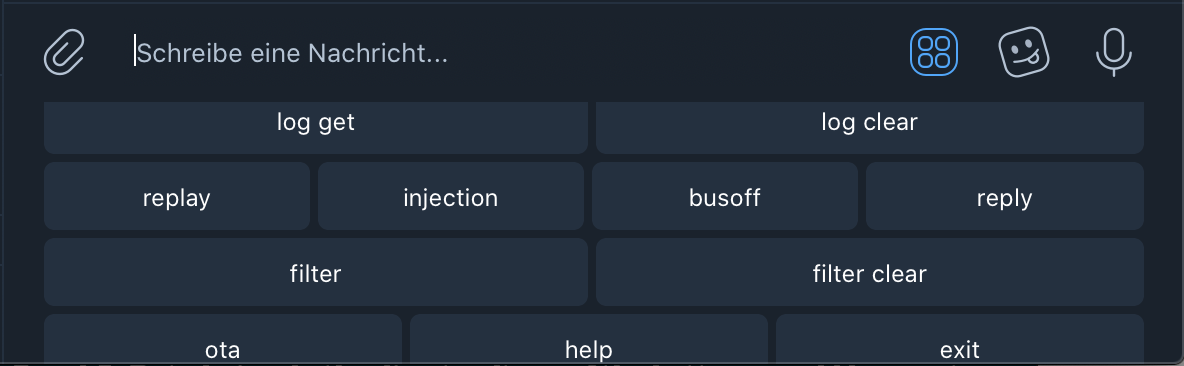 Schreibe eine Nachricht...
log get log clear
replay injection busoff reply
filter filter clear
ota help exit